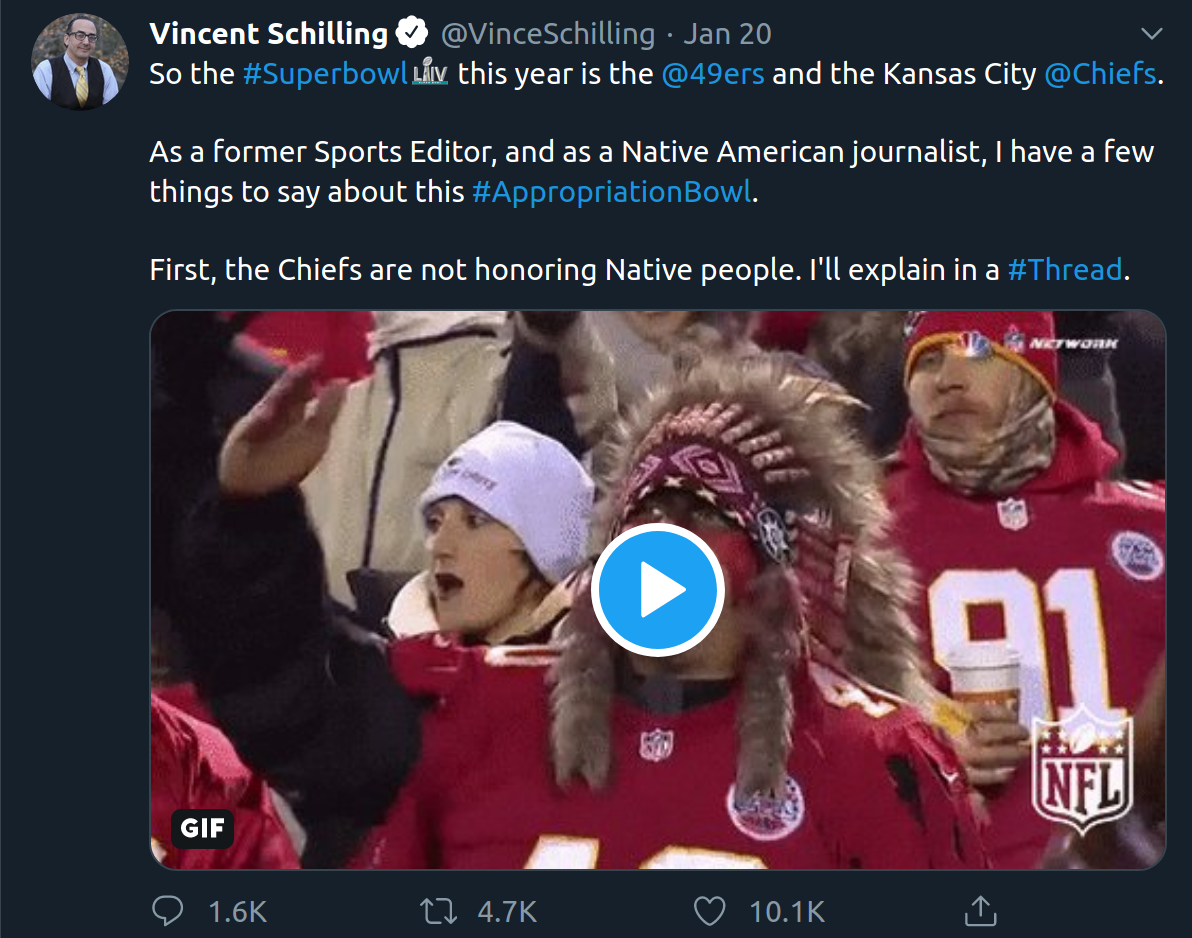 Vincent Schilling @VinceSchilling · Jan 20
So the #Superbowl LIV this year is the @49ers and the Kansas City @Chiefs.
As a former Sports Editor, and as a Native American journalist, I have a few
things to say about this #AppropriationBowl.
First, the Chiefs are not honoring Native people. I'll explain in a #Thread.
NFL NETWORK
91
NFL
NFL
NFL
GIF
1.6K 4.7K 10.1K